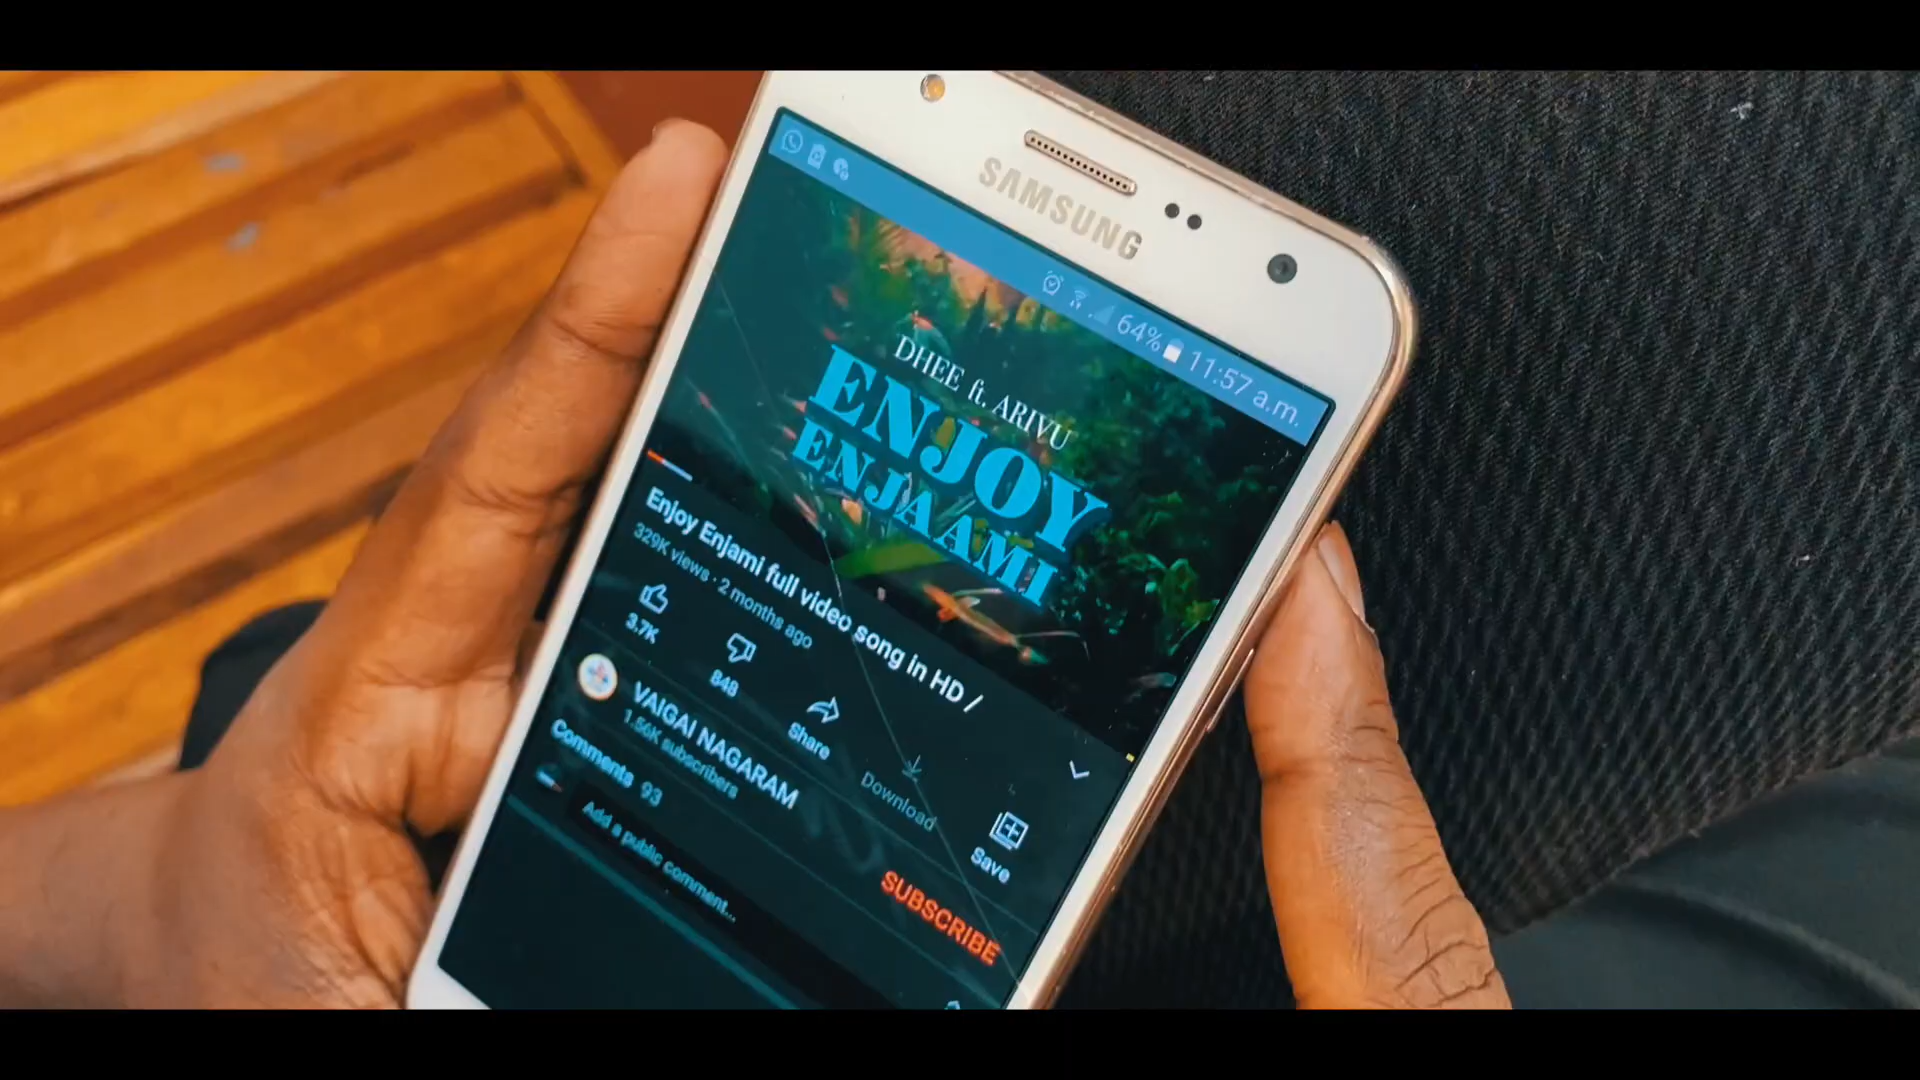 SAMSUNG
64% 11:57 a.m.
DHEE ft. ARIVU
ENJOY
ENJAAMI
Enjoy Enjami full video song in HD /
329K views · 2 months ago
3.7K
848
Share
Download
Save
VAIGAI NAGARAM
1.56K subscribers
SUBSCRIBE
Comments 93
Add a public comment...